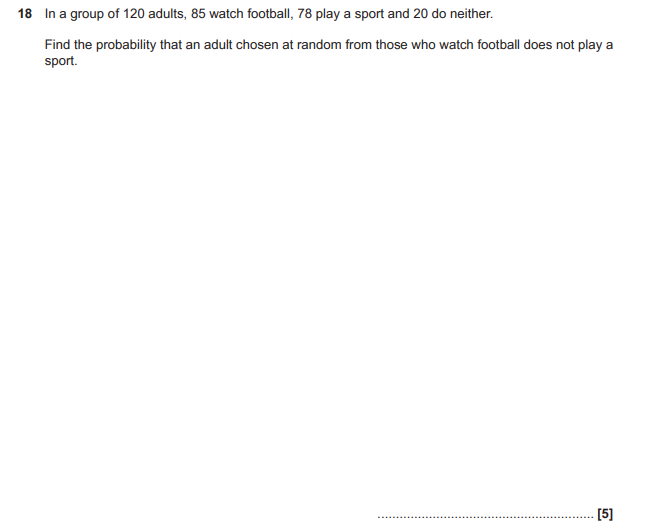 18 In a group of 120 adults, 85 watch football, 78 play a sport and 20 do neither.
Find the probability that an adult chosen at random from those who watch football does not play a
sport.
............................................................ [5]